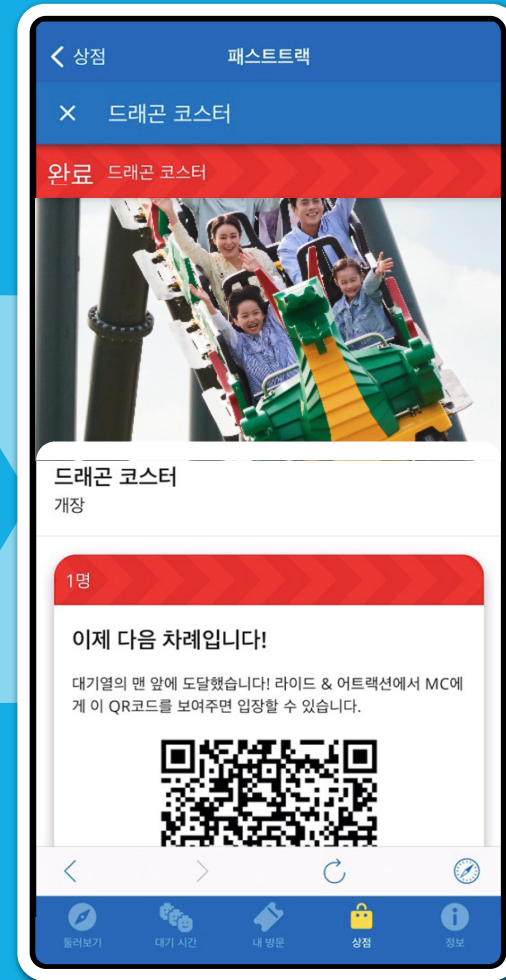 상점
패스트트랙
드래곤 코스터
완료 드래곤 코스터
드래곤 코스터
개장
1명
이제 다음 차례입니다!
대기열의 맨 앞에 도달했습니다! 라이드 & 어트랙션에서 MC에
게 이 QR코드를 보여주면 입장할 수 있습니다.
둘러보기
대기 시간
내 방문
상점
정보